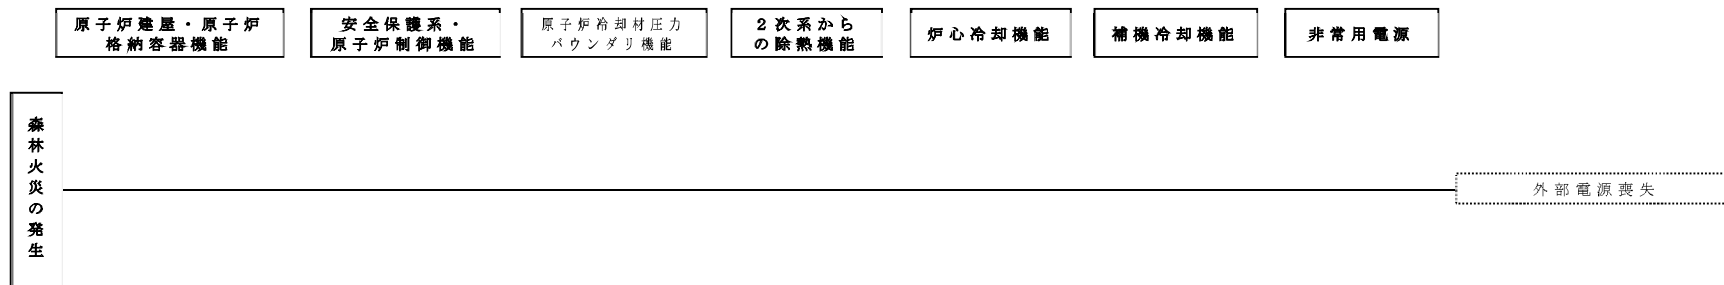 原子炉建屋・原子炉
格納容器機能
安全保護系・
原子炉制御機能
原子炉冷却材圧力
バウンダリ機能
2次系から
の除熱機能
炉心冷却機能
補機冷却機能
非常用電源
森林火災の発生
外部電源喪失